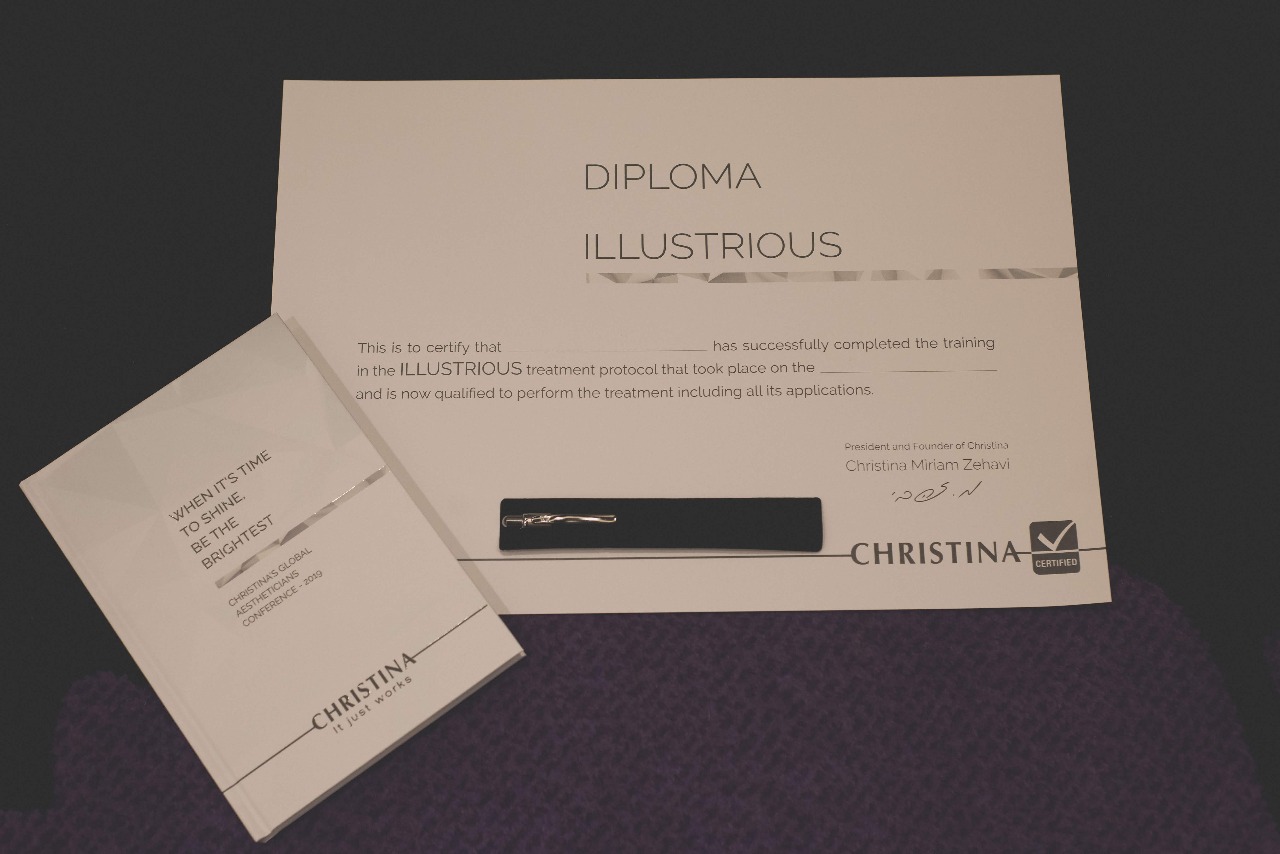 DIPLOMA
ILLUSTRIOUS
This is to certify that has successfully completed the training
in the ILLUSTRIOUS treatment protocol that took place on the
and is now qualified to perform the treatment including all its applications.
President and Founder of Christina
Christina Miriam Zehavi
CHRISTINA
CERTIFIED
WHEN IT'S TIME
TO SHINE,
BE THE
BRIGHTEST
CHRISTINA'S GLOBAL
AESTHETICIANS
CONFERENCE - 2019
CHRISTINA
It just works